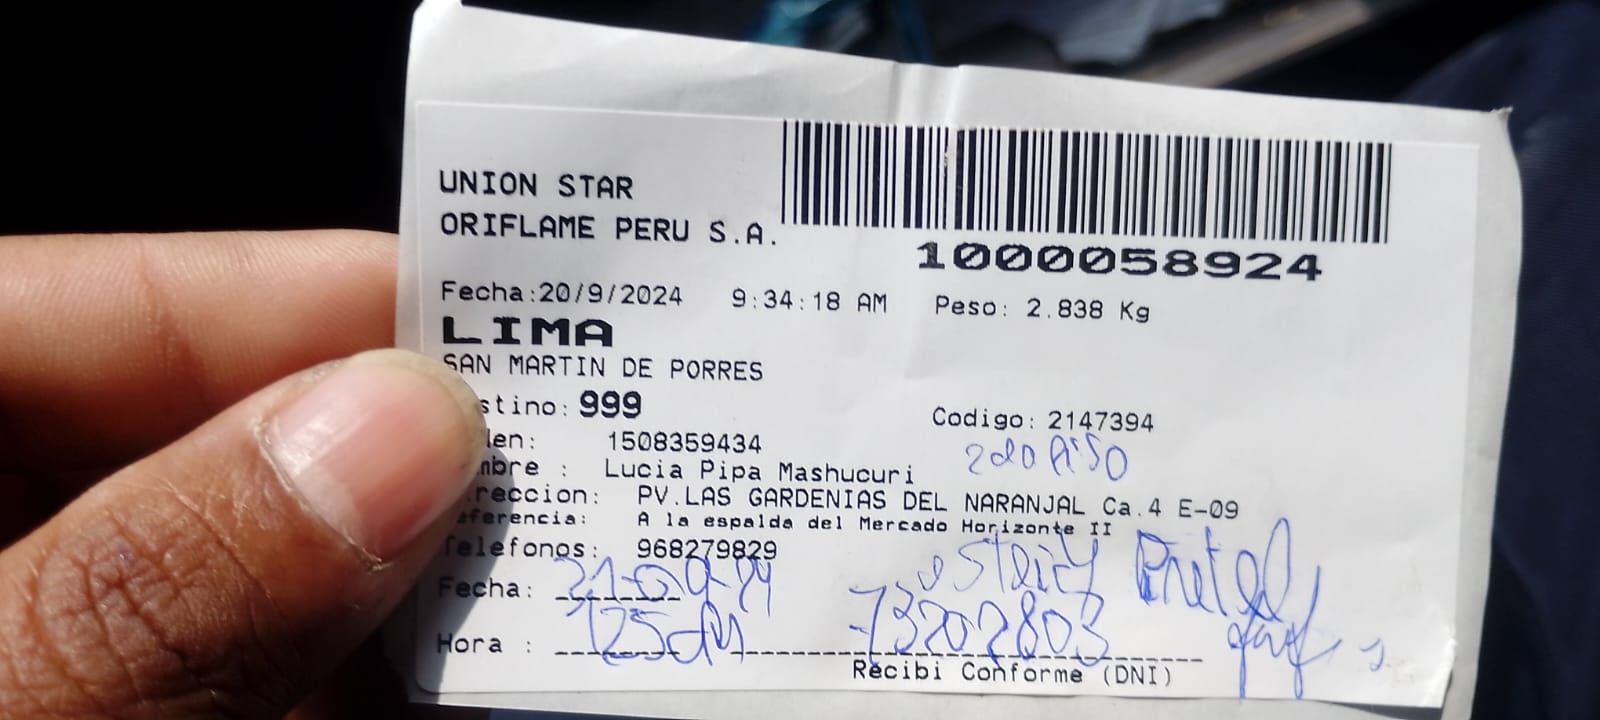 UNION STAR
ORIFLAME PERU S.A.
1000058924
Fecha:20/9/2024 9:34:18 AM Peso: 2.838 Kg
LIMA
SAN MARTIN DE PORRES
stino: 999 Codigo: 2147394
len: 1508359434 2do PISO
mbre : Lucia Pipa Mashucuri
reccion: PV.LAS GARDENIAS DEL NARANJAL Ca.4 E-09
eferencia: A la espalda del Mercado Horizonte II
Telefonos: 968279829
Fecha: 21-09-24
Hora : 73202803
Recibi Conforme (DNI)